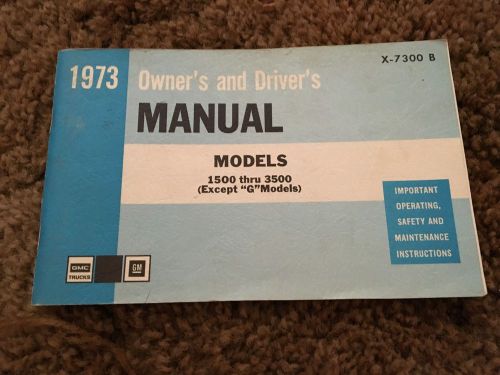 X-7300 B
1973 Owner's and Driver's
MANUAL
MODELS
1500 thru 3500
(Except "G" Models)
IMPORTANT
OPERATING,
SAFETY AND
MAINTENANCE
INSTRUCTIONS
GMC
TRUCKS
GM